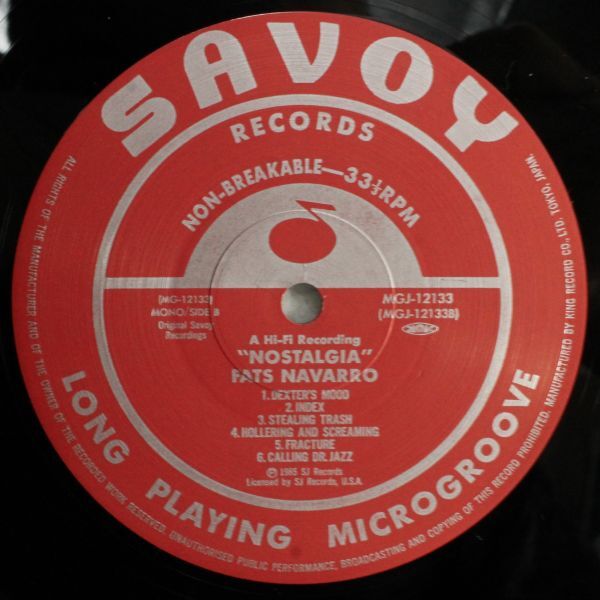 SAVOY
RECORDS
NON-BREAKABLE—33⅓RPM
(MG-12133)
MONO/SIDE B
Original Savoy
Recordings
MGJ-12133
(MGJ-12133B)
A Hi-Fi Recording
"NOSTALGIA"
FATS NAVARRO
1. DEXTER'S MOOD
2. INDEX
3. STEALING TRASH
4. HOLLERING AND SCREAMING
5. FRACTURE
6. CALLING DR. JAZZ
Ⓟ 1985 SJ Records
Licensed by SJ Records, U.S.A.
LONG PLAYING MICROGROOVE
ALL RIGHTS OF THE MANUFACTURER AND OF THE OWNER OF THE RECORDED WORK RESERVED. UNAUTHORISED PUBLIC PERFORMANCE, BROADCASTING AND COPYING OF THIS RECORD PROHIBITED. MANUFACTURED BY KING RECORD CO., LTD. TOKYO, JAPAN.